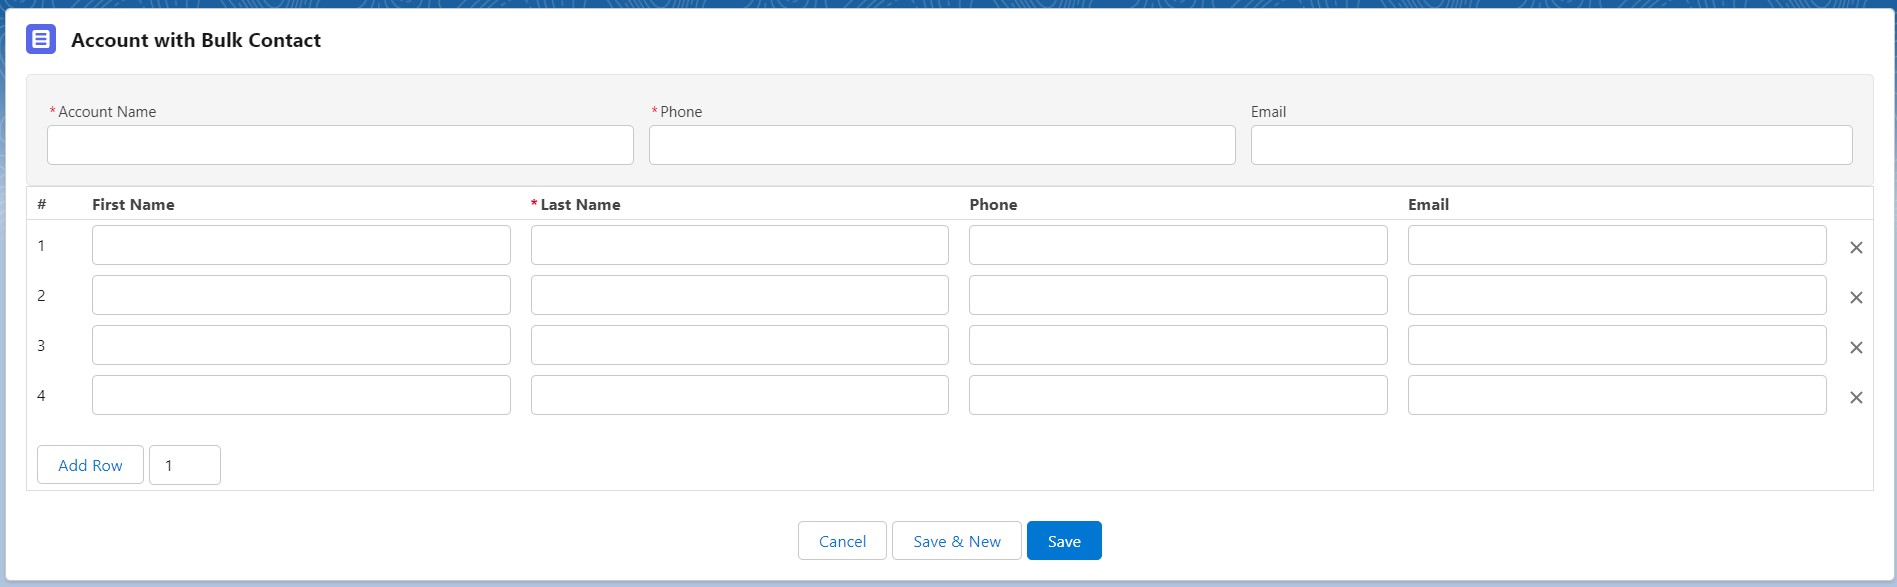 Account with Bulk Contact
*Account Name *Phone Email
# First Name *Last Name Phone Email
1
2
3
4
Add Row 1
Cancel Save & New Save